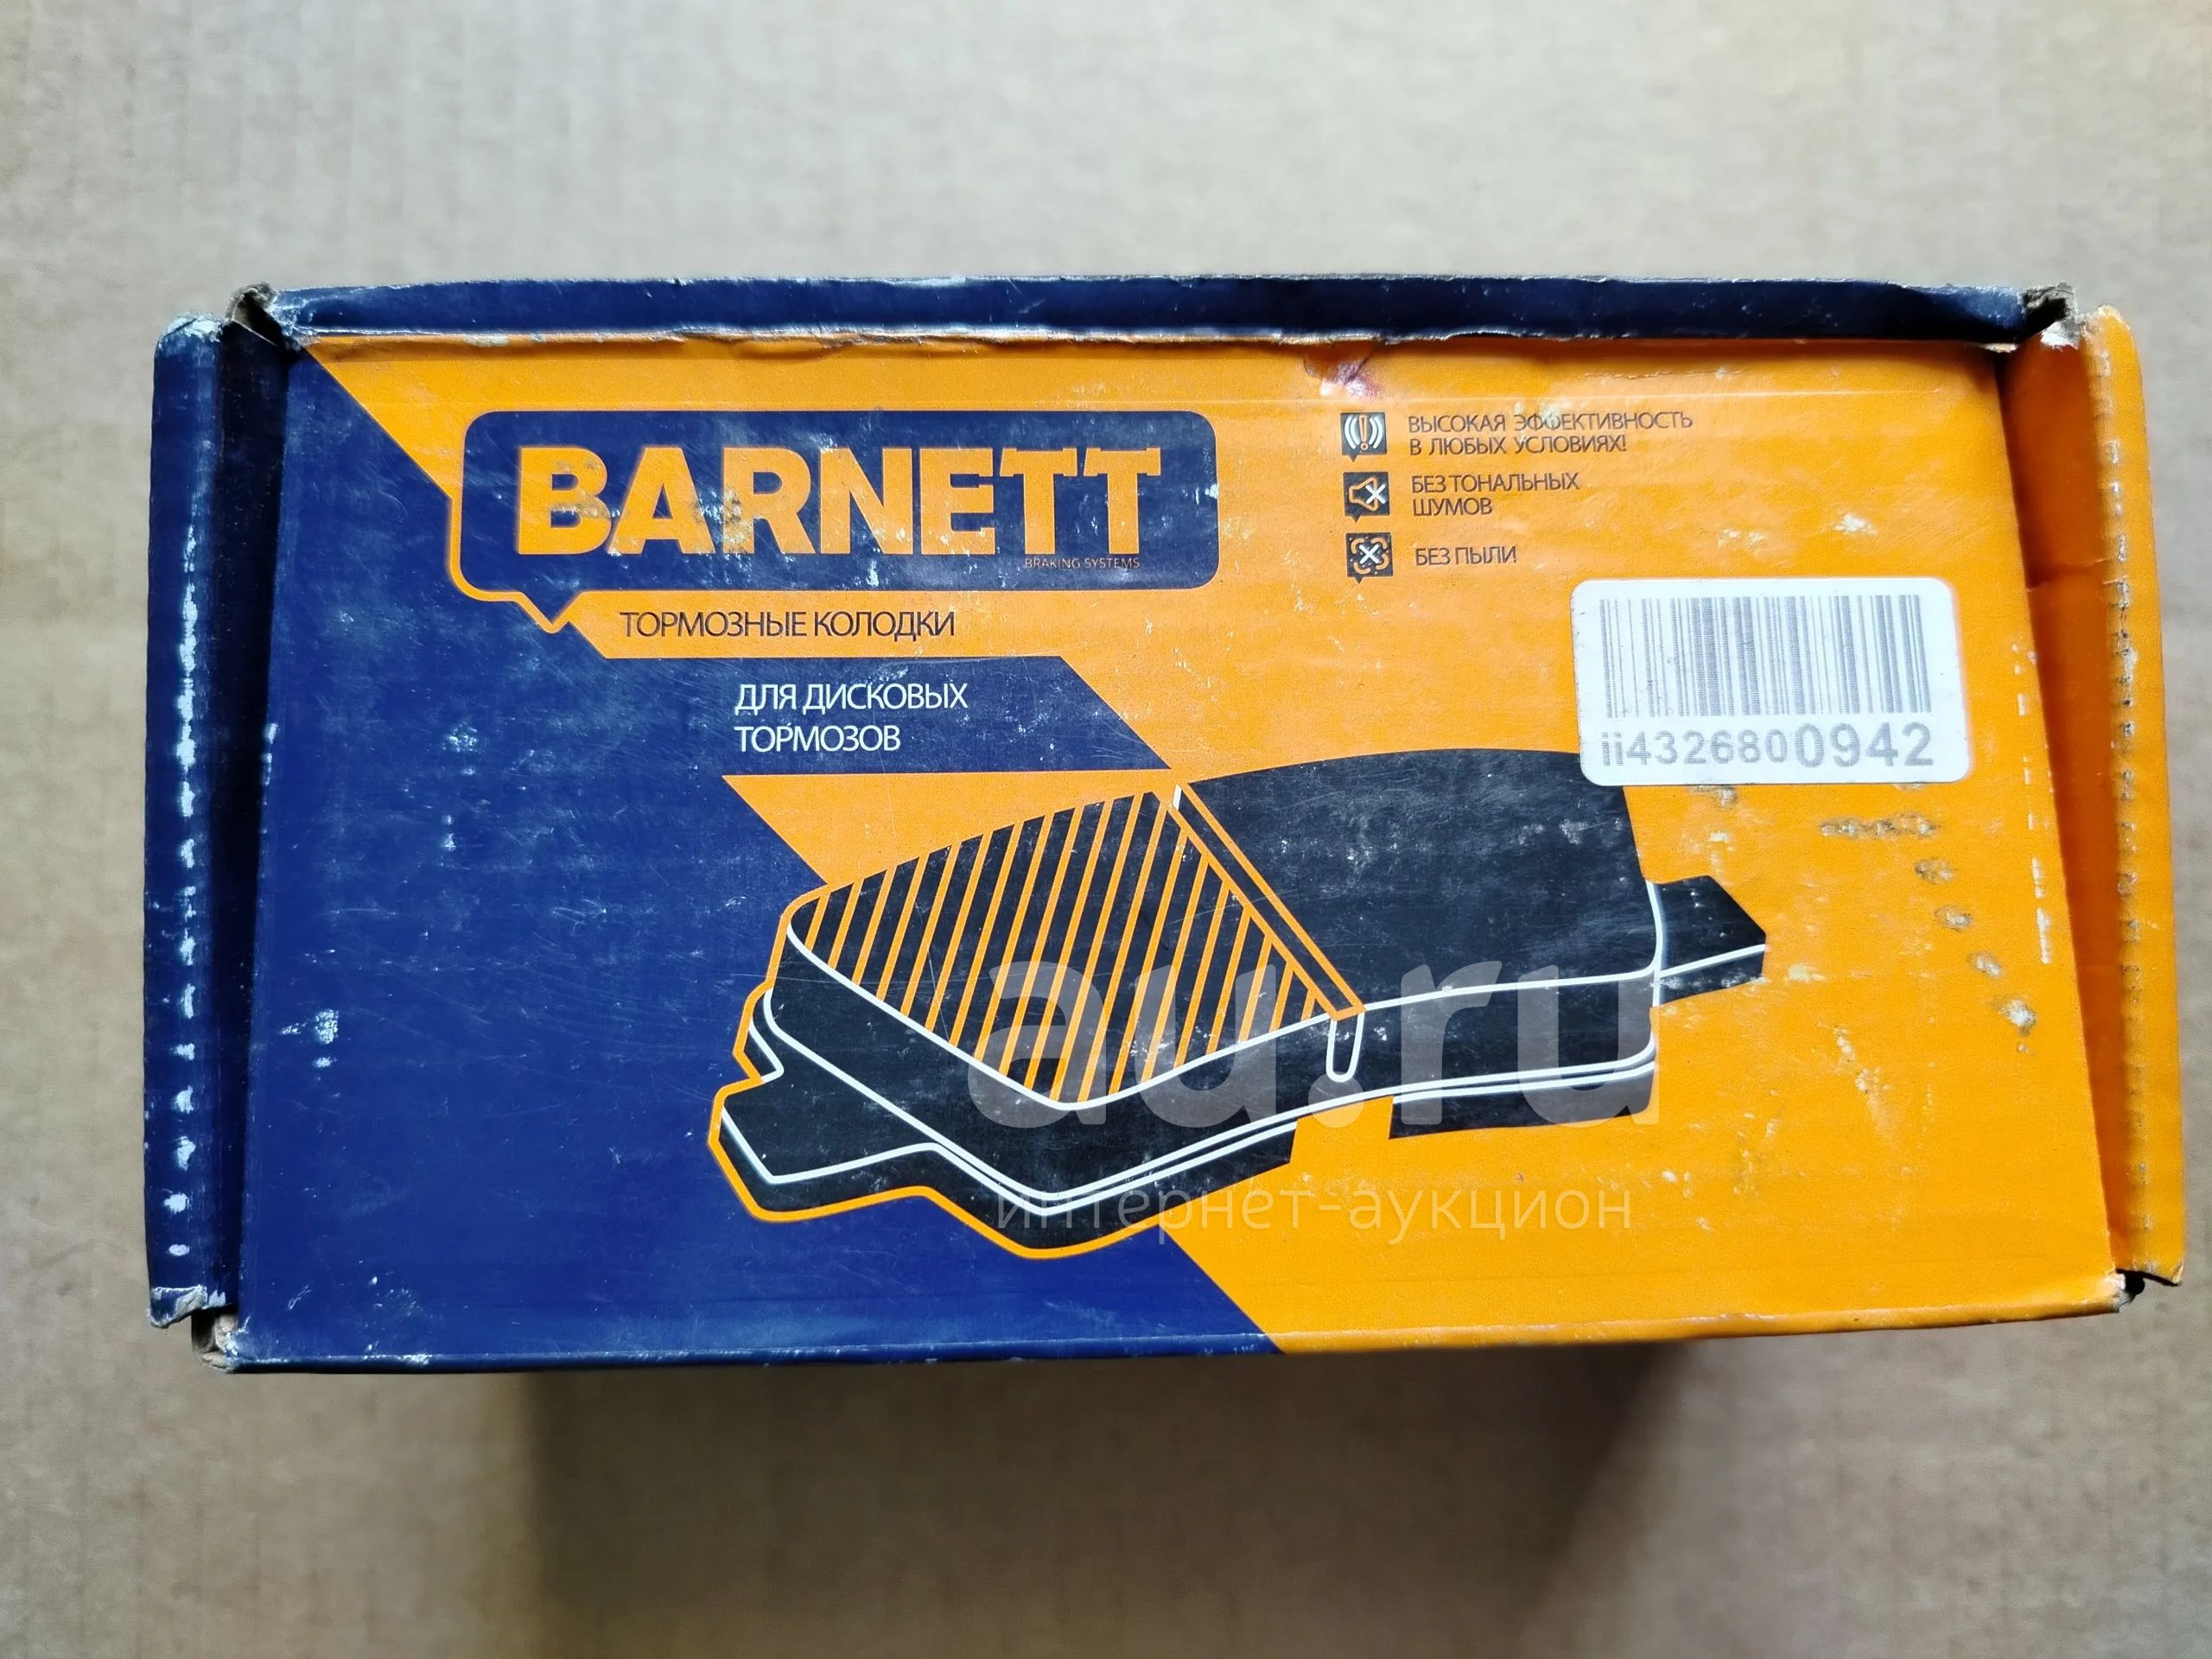 BARNETT
BRAKING SYSTEMS
ТОРМОЗНЫЕ КОЛОДКИ
ДЛЯ ДИСКОВЫХ
ТОРМОЗОВ
ВЫСОКАЯ ЭФФЕКТИВНОСТЬ
В ЛЮБЫХ УСЛОВИЯХ!
БЕЗ ТОНАЛЬНЫХ
ШУМОВ
БЕЗ ПЫЛИ
ii4326800942
au.ru
интернет-аукцион